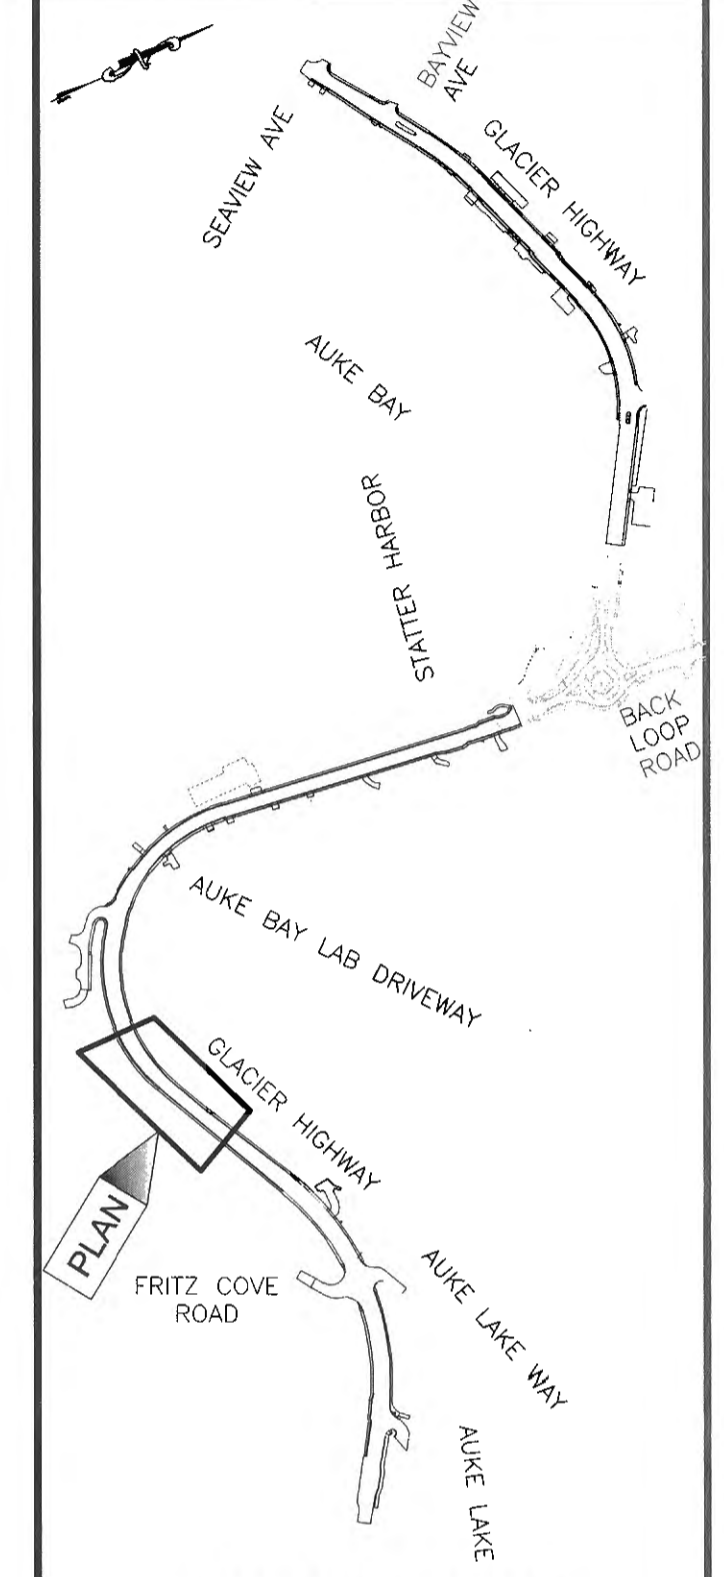 BAYVIEW
AVE
SEAVIEW AVE
GLACIER HIGHWAY
AUKE BAY
STATTER HARBOR
BACK
LOOP
ROAD
AUKE BAY LAB DRIVEWAY
GLACIER HIGHWAY
PLAN
FRITZ COVE
ROAD
AUKE LAKE WAY
AUKE LAKE